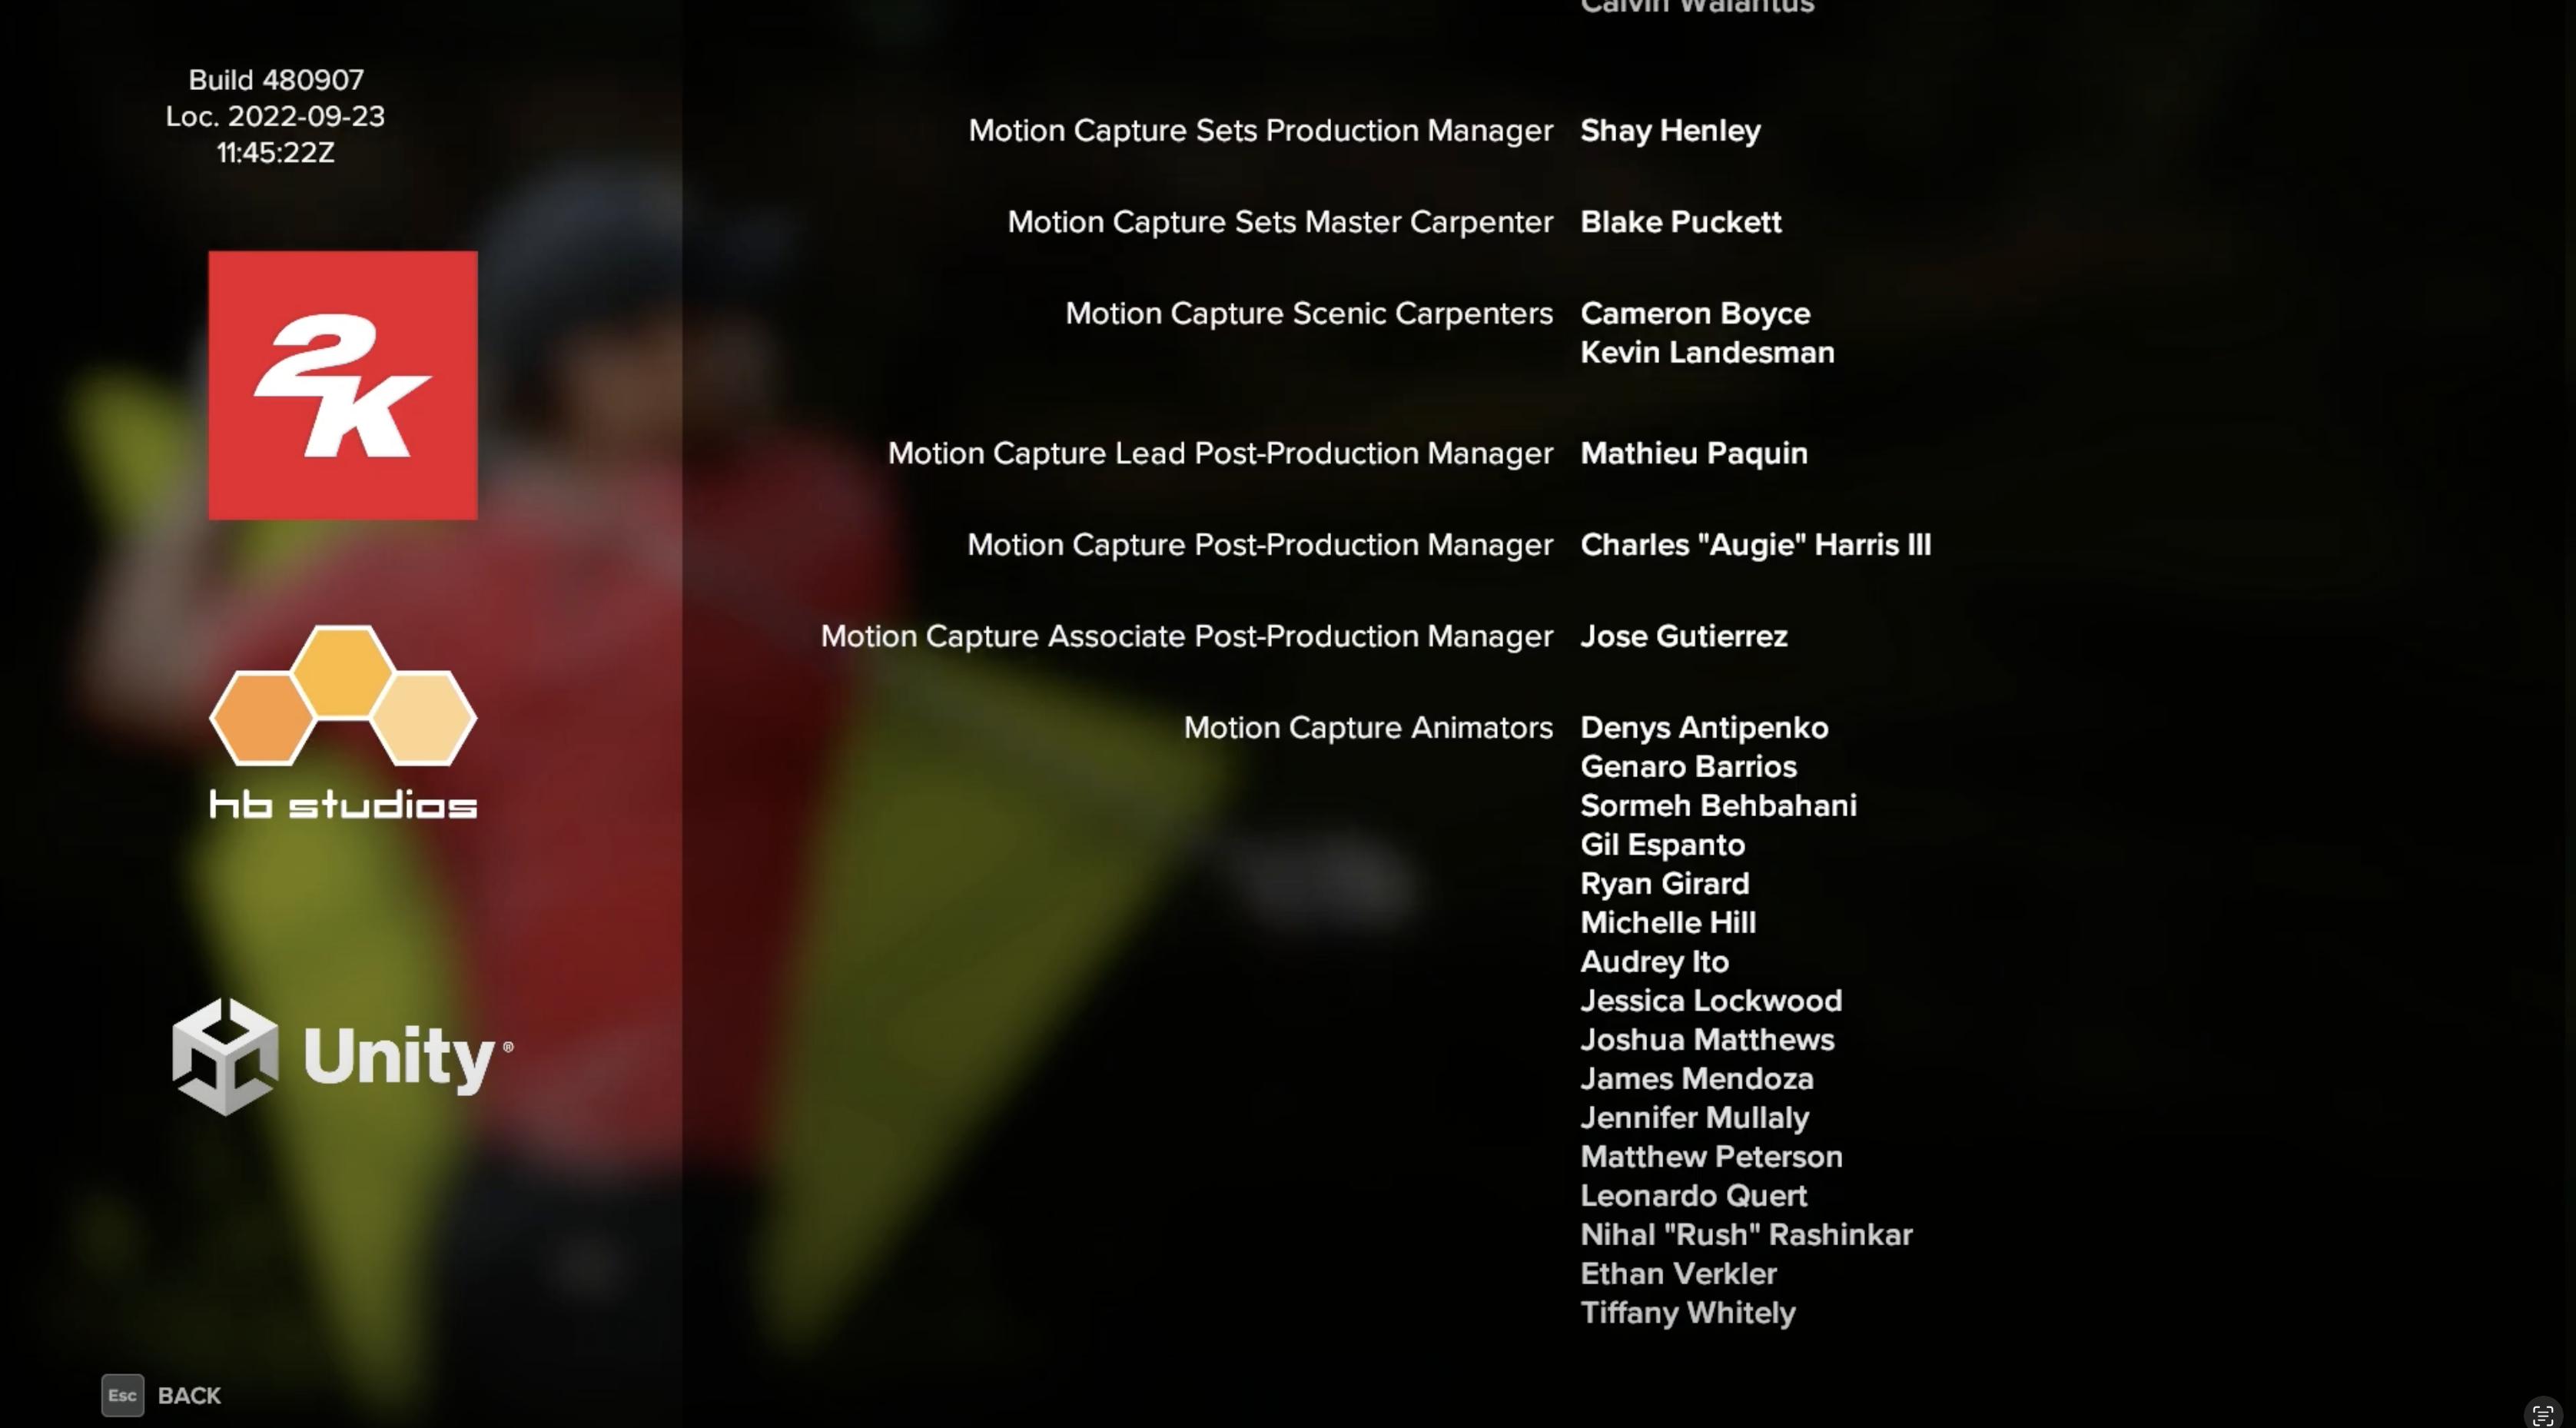 Calvin Walantus
Build 480907
Loc. 2022-09-23
11:45:22Z
2K
hb studios
Unity®
Motion Capture Sets Production Manager Shay Henley
Motion Capture Sets Master Carpenter Blake Puckett
Motion Capture Scenic Carpenters Cameron Boyce
Kevin Landesman
Motion Capture Lead Post-Production Manager Mathieu Paquin
Motion Capture Post-Production Manager Charles "Augie" Harris III
Motion Capture Associate Post-Production Manager Jose Gutierrez
Motion Capture Animators Denys Antipenko
Genaro Barrios
Sormeh Behbahani
Gil Espanto
Ryan Girard
Michelle Hill
Audrey Ito
Jessica Lockwood
Joshua Matthews
James Mendoza
Jennifer Mullaly
Matthew Peterson
Leonardo Quert
Nihal "Rush" Rashinkar
Ethan Verkler
Tiffany Whitely
Esc BACK